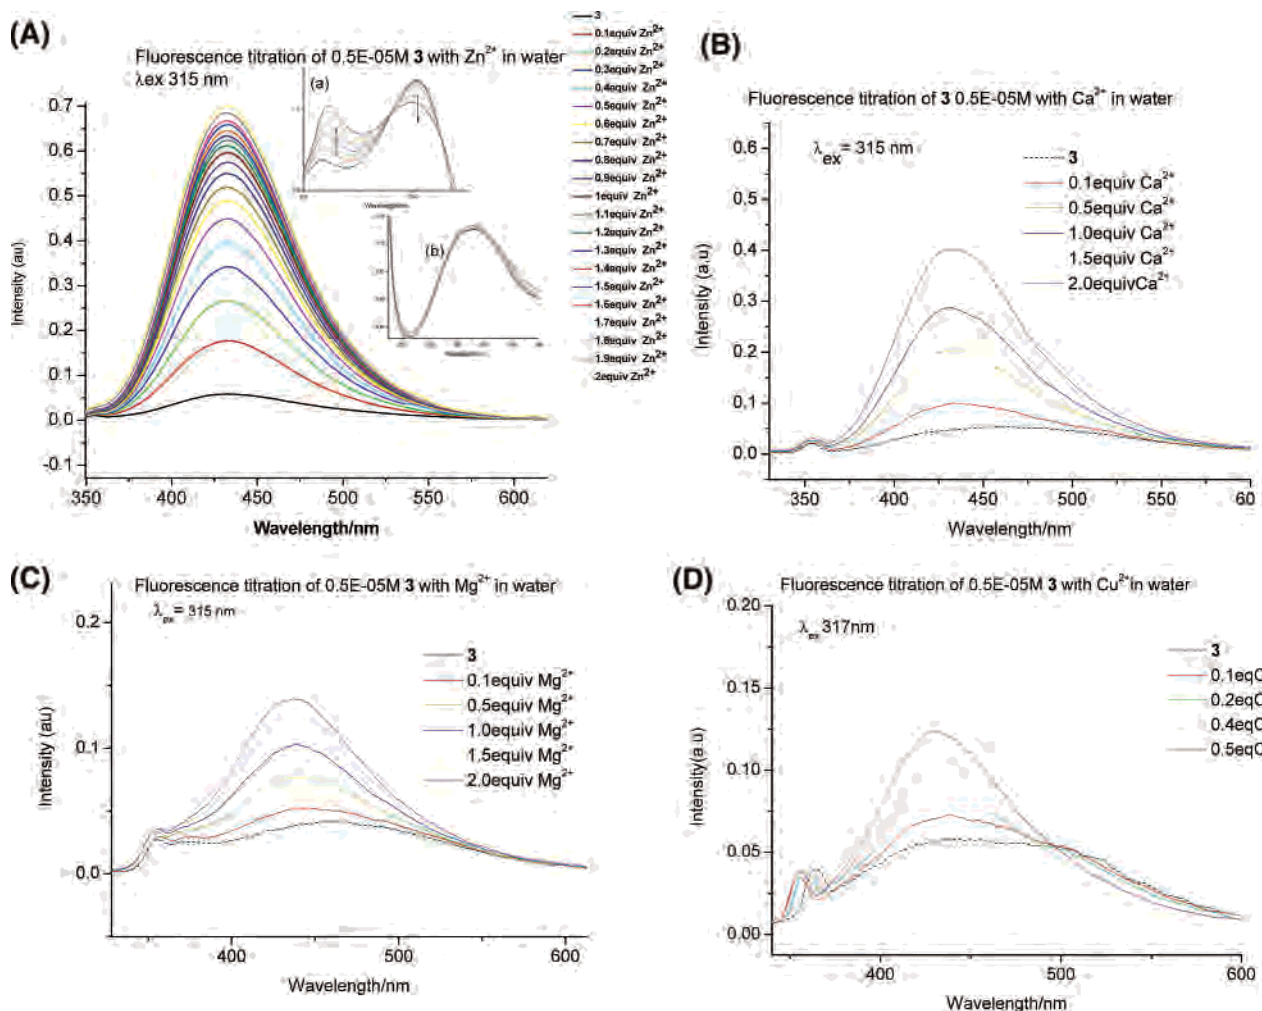 (A)
Fluorescence titration of 0.5E-05M 3 with Zn2+ in water
λex 315 nm
(a)
(b)
3
0.1equiv Zn2+
0.2equiv Zn2+
0.3equiv Zn2+
0.4equiv Zn2+
0.5equiv Zn2+
0.6equiv Zn2+
0.7equiv Zn2+
0.8equiv Zn2+
0.9equiv Zn2+
1equiv Zn2+
1.1equiv Zn2+
1.2equiv Zn2+
1.3equiv Zn2+
1.4equiv Zn2+
1.5equiv Zn2+
1.6equiv Zn2+
1.7equiv Zn2+
1.8equiv Zn2+
1.9equiv Zn2+
2equiv Zn2+
0.7
0.6
0.5
0.4
0.3
0.2
0.1
0.0
-0.1
Intensity (au)
350 400 450 500 550 600
Wavelength/nm
(B)
Fluorescence titration of 3 0.5E-05M with Ca2+ in water
λex = 315 nm
3
0.1equiv Ca2+
0.5equiv Ca2+
1.0equiv Ca2+
1.5equiv Ca2+
2.0equivCa2+
0.6
0.5
0.4
0.3
0.2
0.1
0.0
Intensity (a.u)
350 400 450 500 550 60
Wavelength/nm
(C)
Fluorescence titration of 0.5E-05M 3 with Mg2+ in water
λex = 315 nm
3
0.1equiv Mg2+
0.5equiv Mg2+
1.0equiv Mg2+
1.5equiv Mg2+
2.0equiv Mg2+
0.2
0.1
0.0
Intensity (au)
400 500 600
Wavelength/nm
(D)
Fluorescence titration of 0.5E-05M 3 with Cu2+in water
λex 317nm
3
0.1eqC
0.2eqC
0.4eqC
0.5eqC
0.20
0.15
0.10
0.05
0.00
Intensity(a.u)
400 500 600
Wavelength/nm